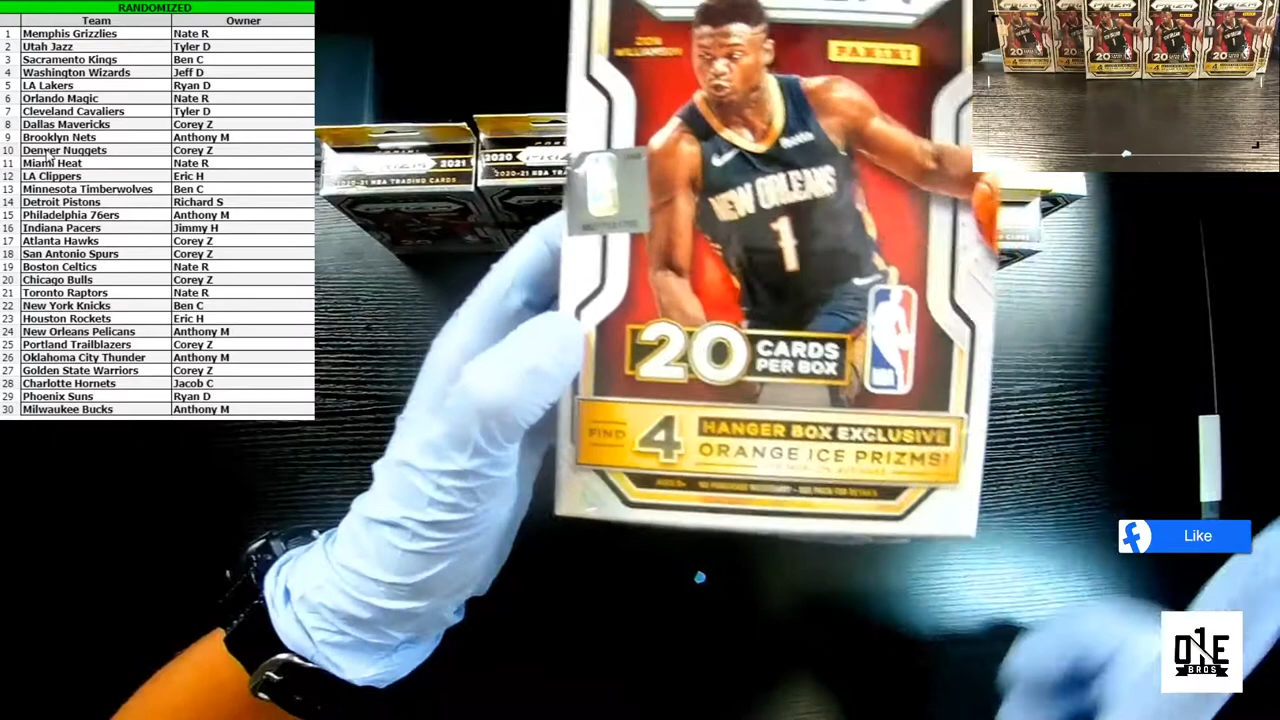 RANDOMIZED
Team Owner
1 Memphis Grizzlies Nate R
2 Utah Jazz Tyler D
3 Sacramento Kings Ben C
4 Washington Wizards Jeff D
5 LA Lakers Ryan D
6 Orlando Magic Nate R
7 Cleveland Cavaliers Tyler D
8 Dallas Mavericks Corey Z
9 Brooklyn Nets Anthony M
10 Denver Nuggets Corey Z
11 Miami Heat Nate R
12 LA Clippers Eric H
13 Minnesota Timberwolves Ben C
14 Detroit Pistons Richard S
15 Philadelphia 76ers Anthony M
16 Indiana Pacers Jimmy H
17 Atlanta Hawks Corey Z
18 San Antonio Spurs Corey Z
19 Boston Celtics Nate R
20 Chicago Bulls Corey Z
21 Toronto Raptors Nate R
22 New York Knicks Ben C
23 Houston Rockets Eric H
24 New Orleans Pelicans Anthony M
25 Portland Trailblazers Corey Z
26 Oklahoma City Thunder Anthony M
27 Golden State Warriors Corey Z
28 Charlotte Hornets Jacob C
29 Phoenix Suns Ryan D
30 Milwaukee Bucks Anthony M
2021
2020-21 NBA TRADING CARDS
2020
ZION
WILLIAMSON
PANINI
NEW ORLEANS
1
20 CARDS
PER BOX
NBA
FIND 4 HANGER BOX EXCLUSIVE
ORANGE ICE PRIZMS!
20
20
20
20
Like
ONE
BROS